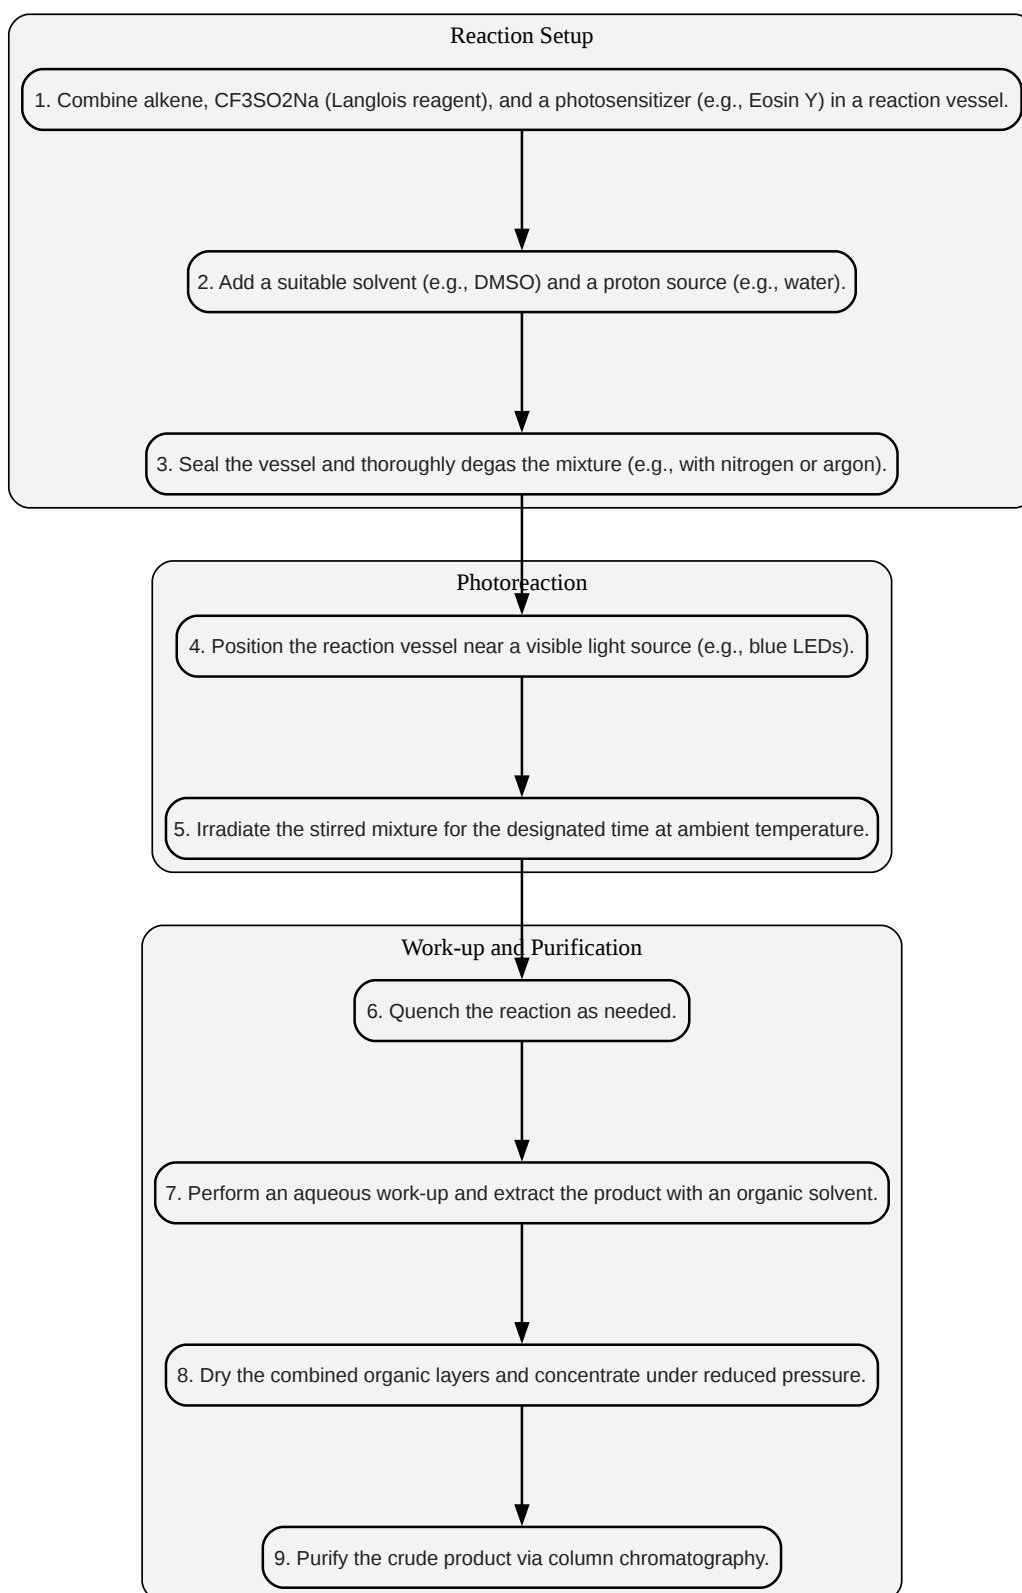 Reaction Setup
1. Combine alkene, CF3SO2Na (Langlois reagent), and a photosensitizer (e.g., Eosin Y) in a reaction vessel.
2. Add a suitable solvent (e.g., DMSO) and a proton source (e.g., water).
3. Seal the vessel and thoroughly degas the mixture (e.g., with nitrogen or argon).
Photoreaction
4. Position the reaction vessel near a visible light source (e.g., blue LEDs).
5. Irradiate the stirred mixture for the designated time at ambient temperature.
Work-up and Purification
6. Quench the reaction as needed.
7. Perform an aqueous work-up and extract the product with an organic solvent.
8. Dry the combined organic layers and concentrate under reduced pressure.
9. Purify the crude product via column chromatography.